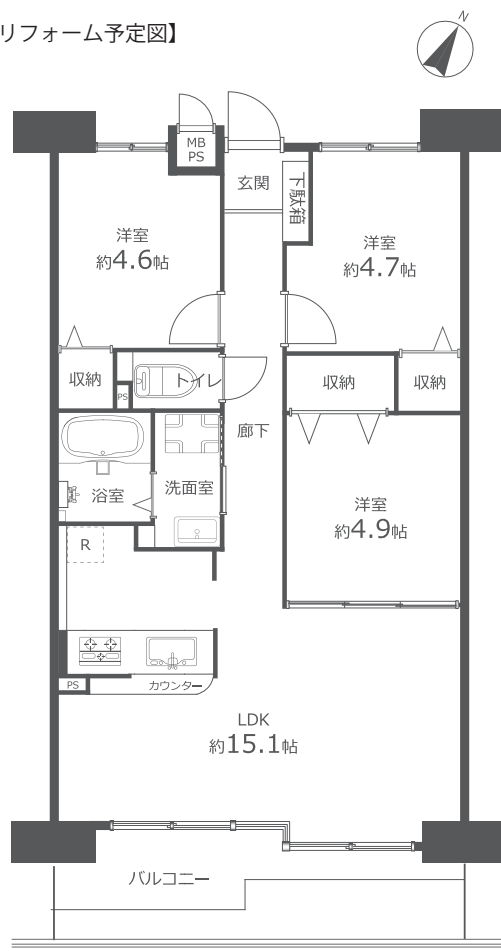 リフォーム予定図】
N
MB
PS
玄関
下駄箱
洋室
約4.6帖
洋室
約4.7帖
収納
PS
トイレ
収納
収納
廊下
浴室
洗面室
洋室
約4.9帖
R
PS
カウンター
LDK
約15.1帖
バルコニー